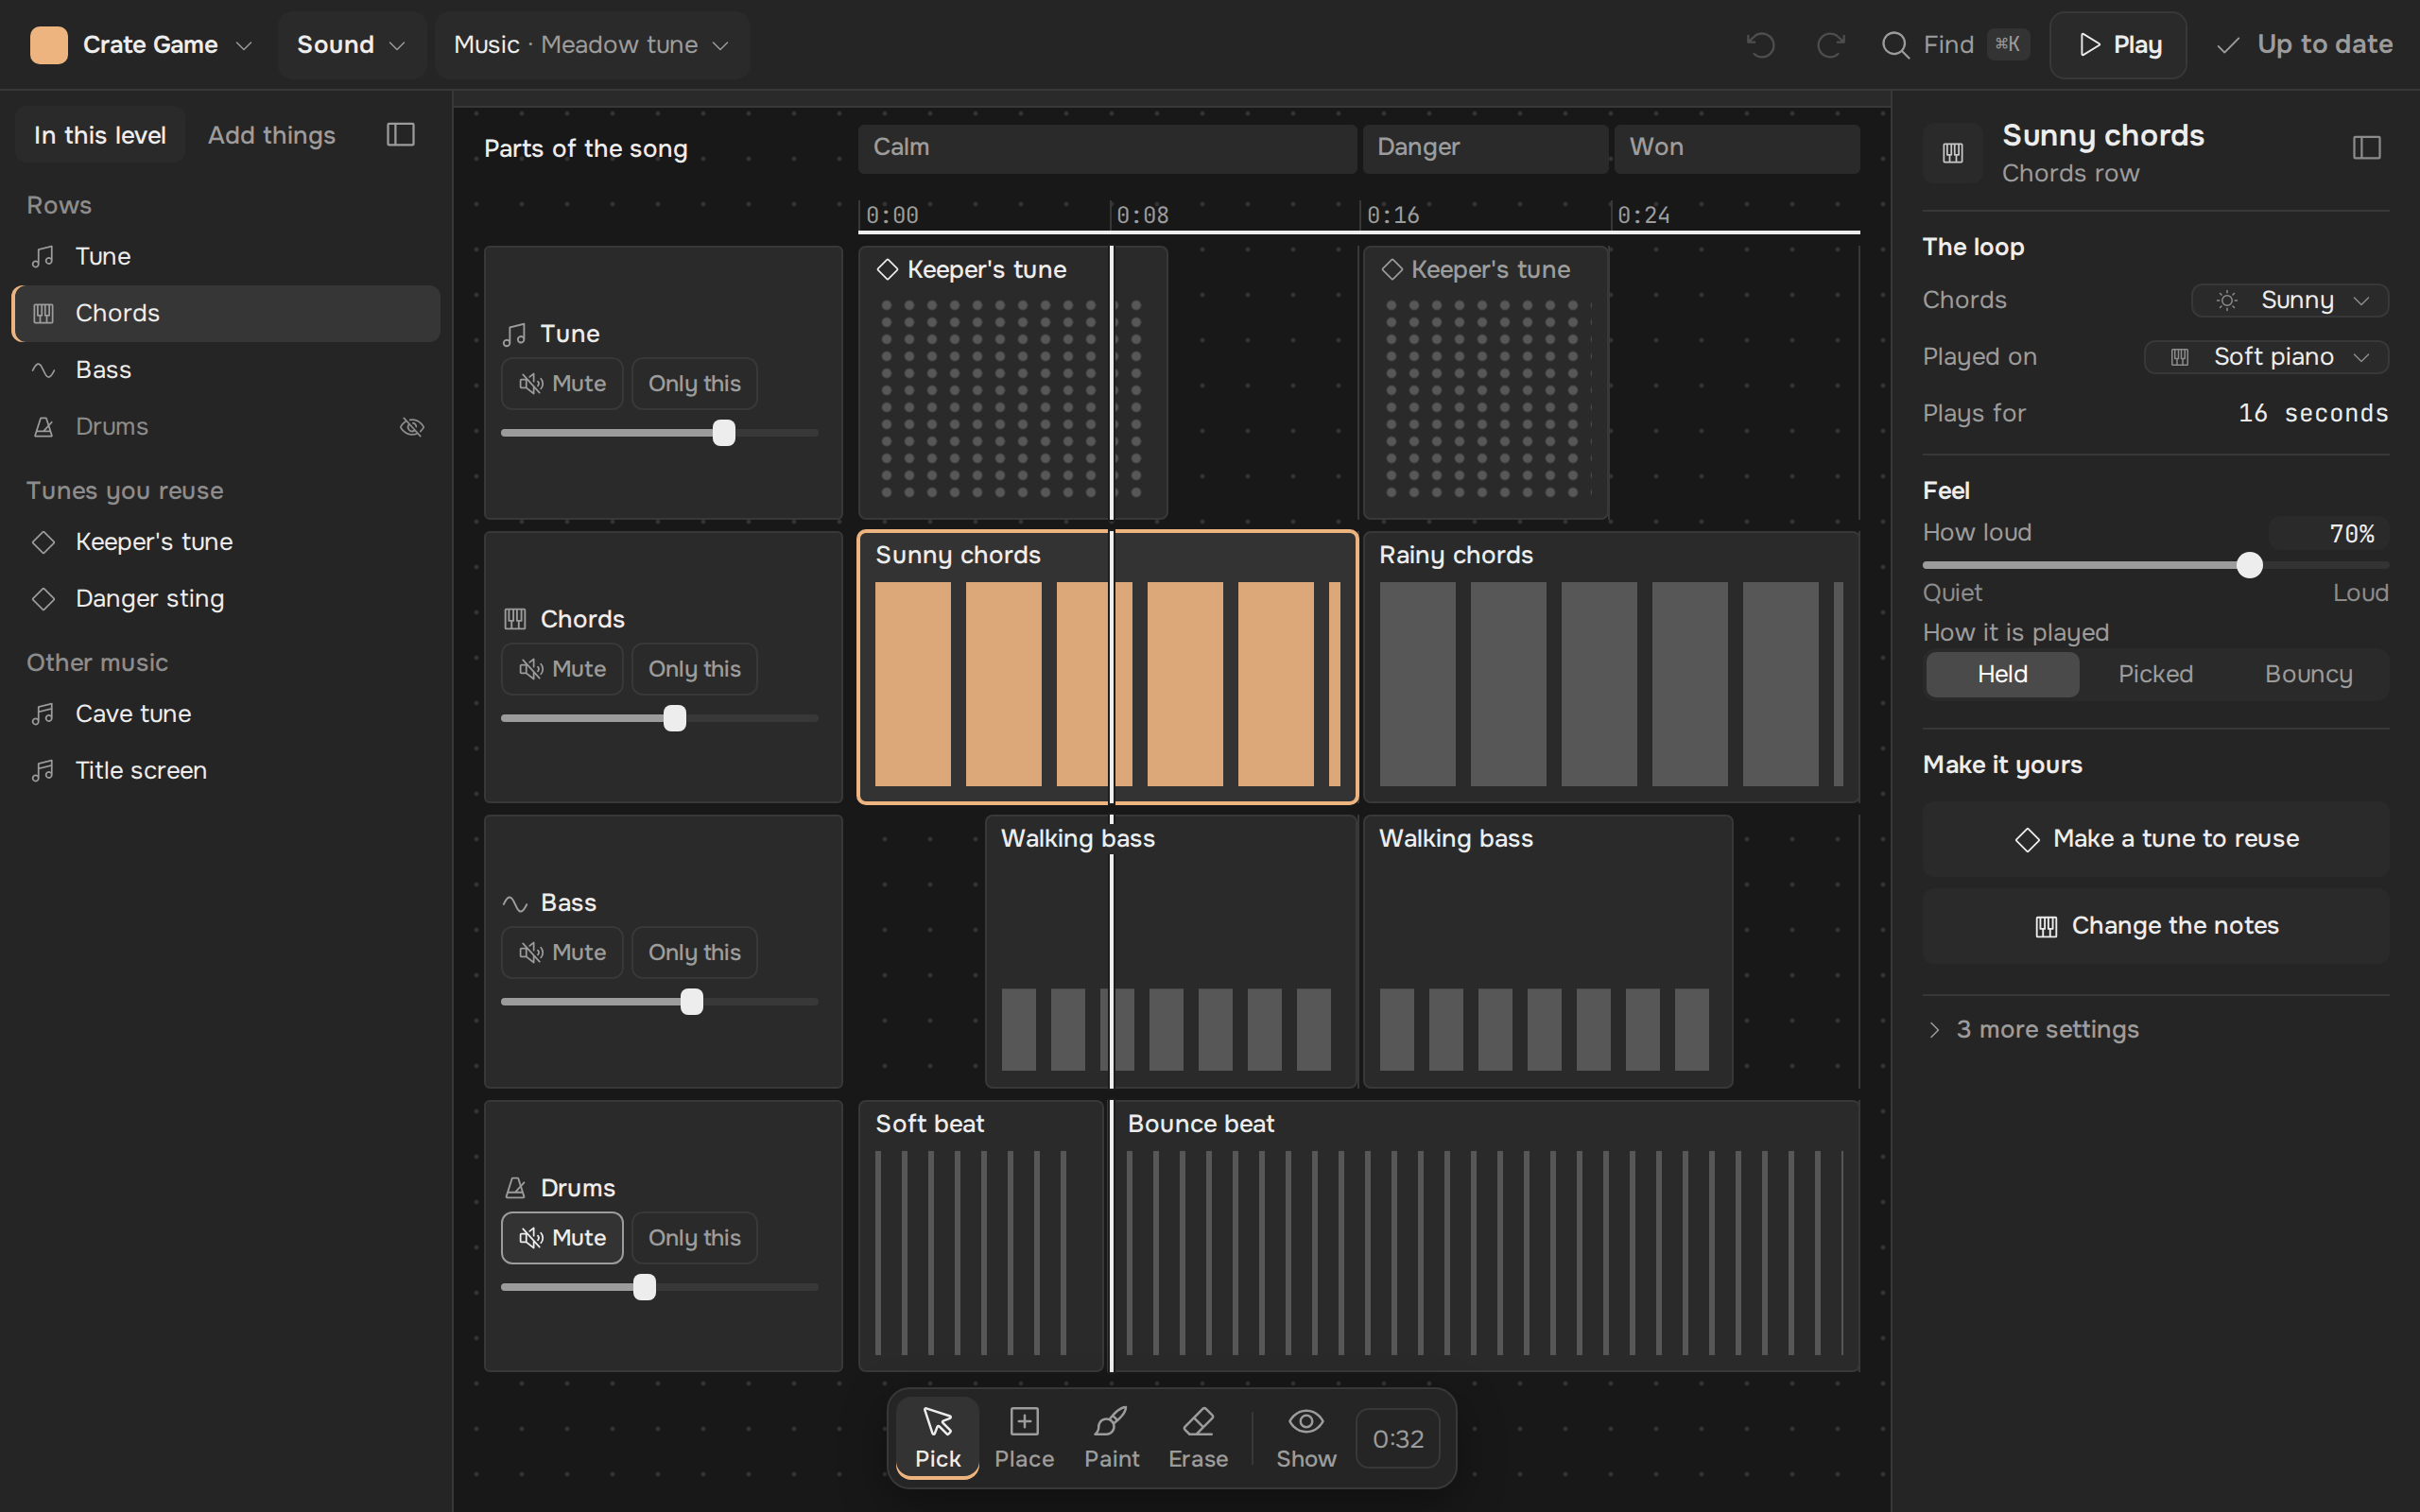 Crate Game
Sound
Music · Meadow tune
Find ⌘K
Play
Up to date
In this level
Add things
Rows
Tune
Chords
Bass
Drums
Tunes you reuse
Keeper's tune
Danger sting
Other music
Cave tune
Title screen
Parts of the song
Calm
Danger
Won
0:00
0:08
0:16
0:24
Tune
Mute
Only this
Keeper's tune
Keeper's tune
Chords
Mute
Only this
Sunny chords
Rainy chords
Bass
Mute
Only this
Walking bass
Walking bass
Drums
Mute
Only this
Soft beat
Bounce beat
Pick
Place
Paint
Erase
Show
0:32
Sunny chords
Chords row
The loop
Chords
Sunny
Played on
Soft piano
Plays for
16 seconds
Feel
How loud
70%
Quiet
Loud
How it is played
Held
Picked
Bouncy
Make it yours
Make a tune to reuse
Change the notes
3 more settings